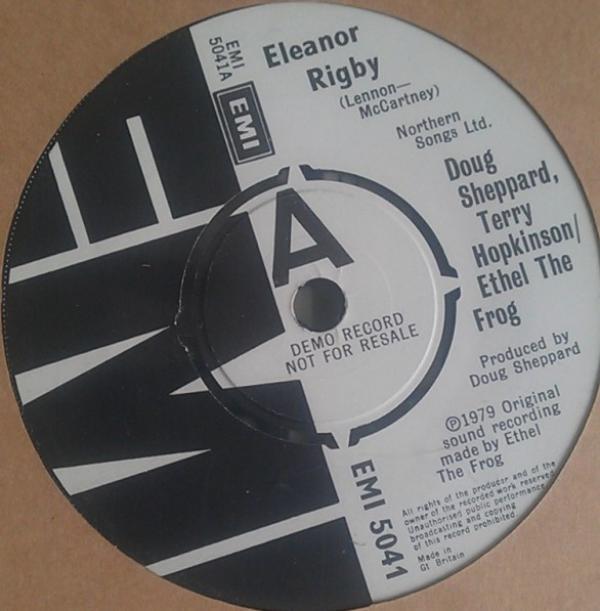 EMI
5041A
EMI
Eleanor
Rigby
(Lennon—
McCartney)
Northern
Songs Ltd.
Doug
Sheppard,
Terry
Hopkinson/
Ethel The
Frog
A
DEMO RECORD
NOT FOR RESALE
Produced by
Doug Sheppard
℗1979 Original
sound recording
made by Ethel
The Frog
EMI 5041
All rights of the producer and of the
owner of the recorded work reserved
Unauthorised public performance
broadcasting and copying
of this record prohibited
Made in
Gt Britain
EMI